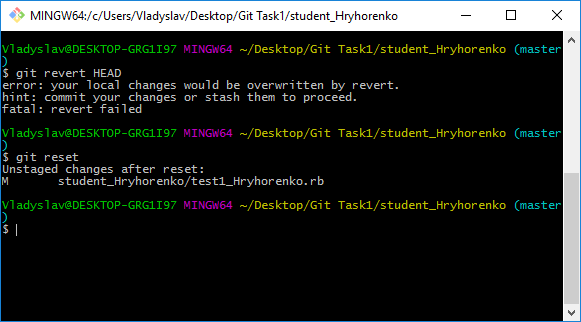 MINGW64:/c/Users/Vladyslav/Desktop/Git Task1/student_Hryhorenko
Vladyslav@DESKTOP-GRG1I97 MINGW64 ~/Desktop/Git Task1/student_Hryhorenko (master
)
$ git revert HEAD
error: your local changes would be overwritten by revert.
hint: commit your changes or stash them to proceed.
fatal: revert failed
Vladyslav@DESKTOP-GRG1I97 MINGW64 ~/Desktop/Git Task1/student_Hryhorenko (master
)
$ git reset
Unstaged changes after reset:
M       student_Hryhorenko/test1_Hryhorenko.rb
Vladyslav@DESKTOP-GRG1I97 MINGW64 ~/Desktop/Git Task1/student_Hryhorenko (master
)
$